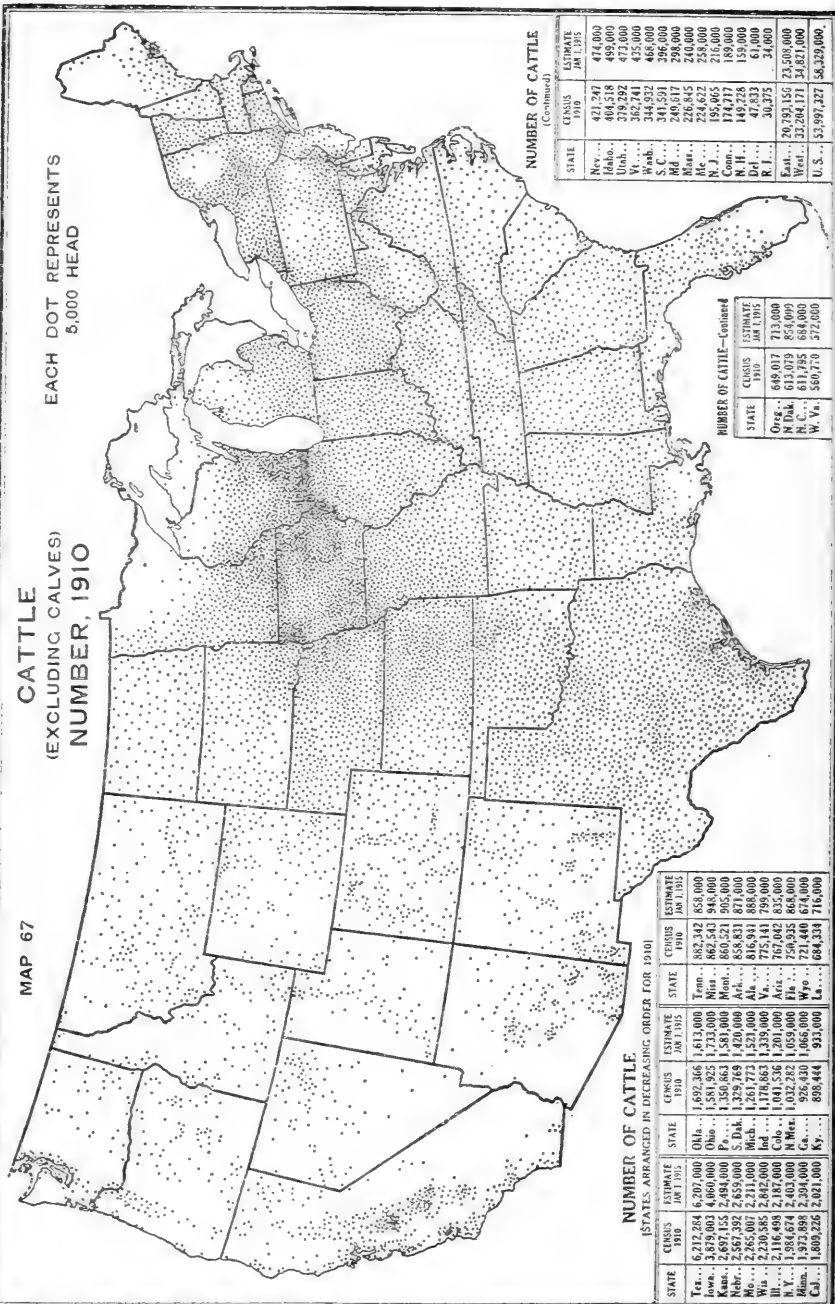 MAP 67
CATTLE
(EXCLUDING CALVES)
NUMBER, 1910
EACH DOT REPRESENTS
5,000 HEAD
NUMBER OF CATTLE
(STATES ARRANGED IN DECREASING ORDER FOR 1910)
STATE CENSUS 1910 ESTIMATE JAN 1, 1915
Tex... 6,212,284 6,207,000
Iowa.. 3,879,003 4,060,000
Kans.. 2,697,155 2,494,000
Nebr.. 2,567,392 2,659,000
Mo... 2,265,007 2,211,000
Wis... 2,230,585 2,842,000
Ill.... 2,116,498 2,187,000
N.Y... 1,984,674 2,403,000
Minn.. 1,973,898 2,394,000
Cal... 1,809,226 2,021,000
STATE CENSUS 1910 ESTIMATE JAN 1, 1915
Okla.. 1,692,366 1,613,000
Ohio.. 1,581,925 1,733,000
Pa.... 1,350,863 1,581,000
S. Dak. 1,329,769 1,420,000
Mich.. 1,261,773 1,521,000
Ind... 1,178,863 1,339,000
Colo.. 1,041,536 1,201,000
N.Mex. 1,032,282 1,059,000
Ga.... 926,430 1,066,000
Ky.... 898,444 933,000
STATE CENSUS 1910 ESTIMATE JAN 1, 1915
Tenn.. 882,342 858,000
Miss.. 862,543 948,000
Mont.. 860,521 905,000
Ark... 858,831 871,000
Ala... 816,941 888,000
Va.... 775,141 799,000
Ariz.. 767,042 835,000
Fla... 750,935 868,000
Wyo.. 721,440 674,000
La.... 684,334 716,000
NUMBER OF CATTLE—Continued
STATE CENSUS 1910 ESTIMATE JAN 1, 1915
Oreg.. 649,017 713,000
N.Dak. 613,079 854,000
N.C... 611,795 684,000
W. Va. 560,770 572,000
NUMBER OF CATTLE
(Continued)
STATE CENSUS 1910 ESTIMATE JAN 1, 1915
Nev... 421,247 474,000
Idaho. 404,518 499,000
Utah.. 379,292 473,000
Vt.... 362,741 435,000
Wash.. 344,932 468,000
S.C... 341,591 396,000
Md... 249,617 298,000
Mass.. 226,845 240,000
Me... 224,622 258,000
N.J... 195,065 216,000
Conn.. 174,717 189,000
N.H... 149,228 159,000
Del... 47,833 61,000
R.I... 30,375 34,000
East.. 20,793,156 23,508,000
West.. 33,204,171 34,821,000
U.S... 53,997,327 58,329,000.